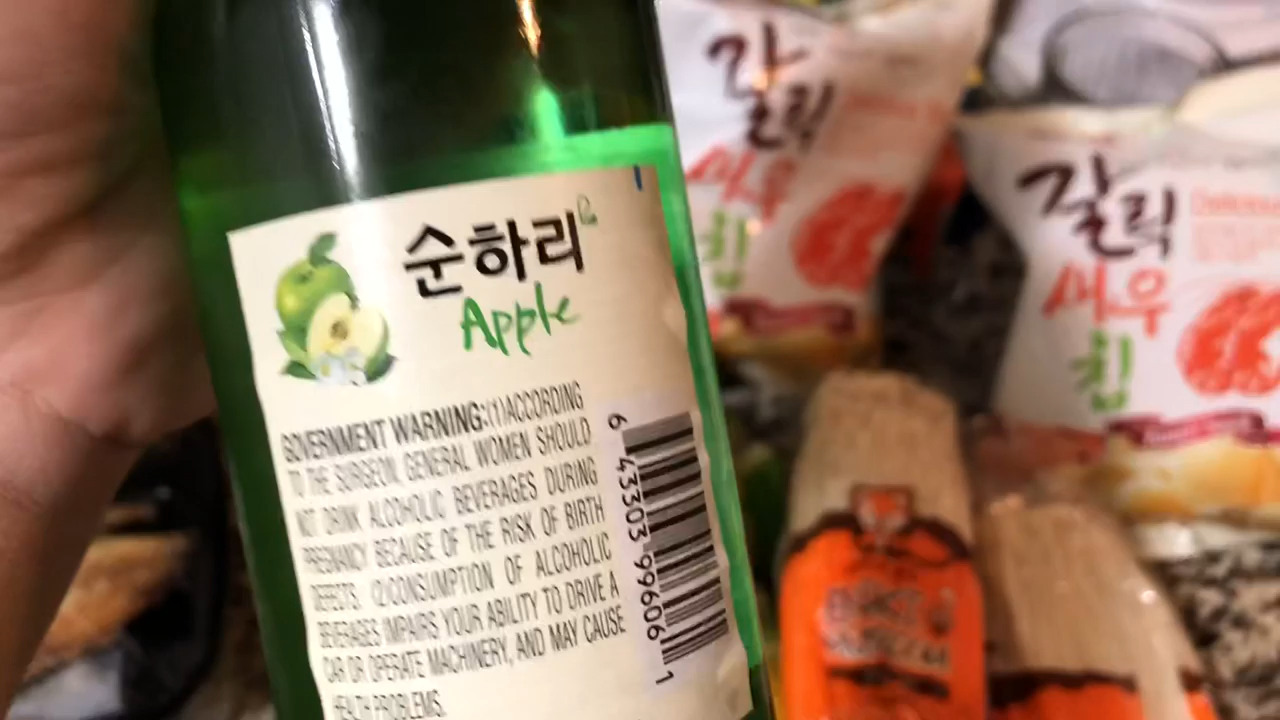 순하리
Apple
GOVERNMENT WARNING:(1)ACCORDING
TO THE SURGEON GENERAL WOMEN SHOULD
NOT DRINK ALCOHOLIC BEVERAGES DURING
PREGNANCY BECAUSE OF THE RISK OF BIRTH
DEFECTS. (2)CONSUMPTION OF ALCOHOLIC
BEVERAGES IMPAIRS YOUR ABILITY TO DRIVE A
CAR OR OPERATE MACHINERY, AND MAY CAUSE
HEALTH PROBLEMS.
6 43303 99606 1
갈릭
새우
칩
갈릭
새우
칩